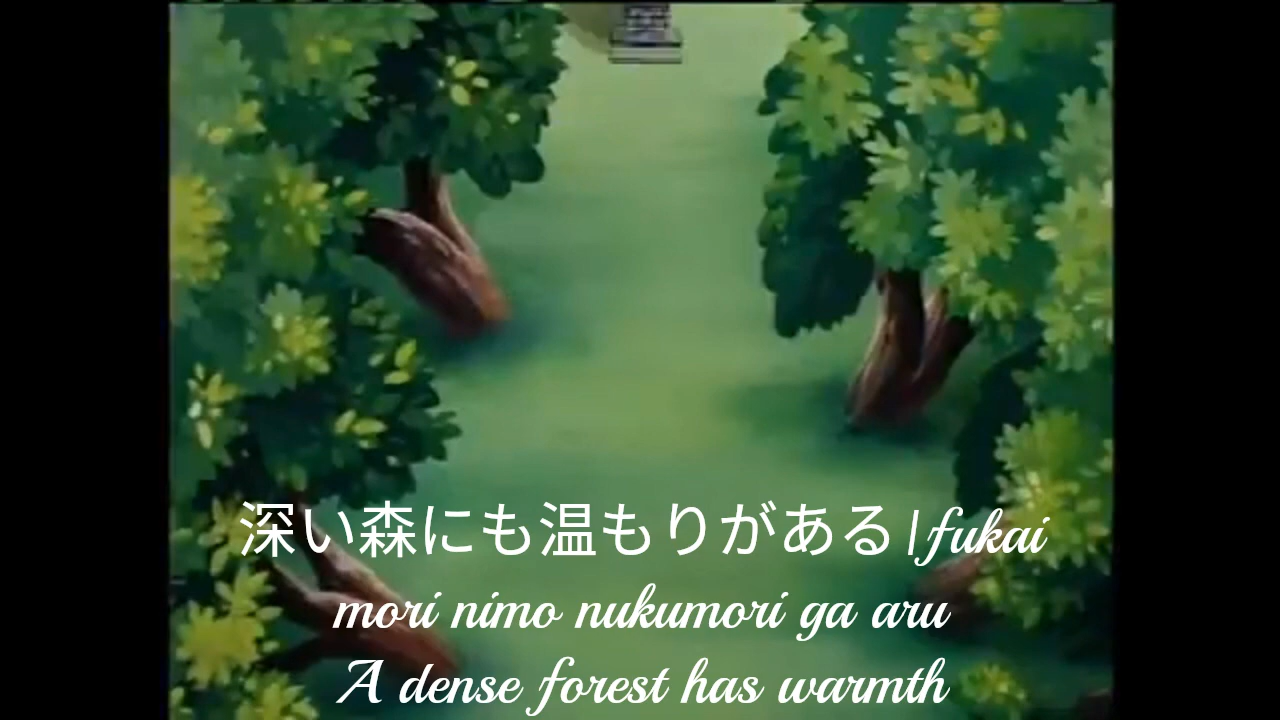 深い森にも温もりがある/fukai
mori nimo nukumori ga aru
A dense forest has warmth